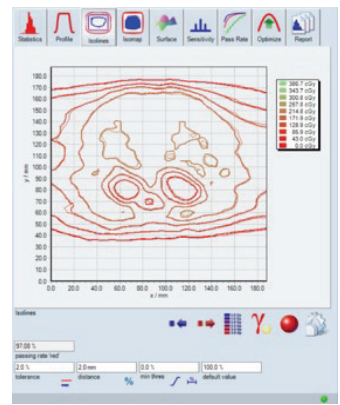 Statistics Profile Isolines Isomap Surface Sensitivity Pass Rate Optimize Report
180.0
170.0
160.0
150.0
140.0
130.0
120.0
110.0
100.0
90.0
80.0
70.0
60.0
50.0
40.0
30.0
20.0
10.0
0.0
y / mm
0.0 20.0 40.0 60.0 80.0 100.0 120.0 140.0 160.0 180.0
x / mm
386.7 cGy
343.7 cGy
300.8 cGy
257.8 cGy
214.8 cGy
171.9 cGy
128.9 cGy
85.9 cGy
43.0 cGy
0.0 cGy
Isolines
97.08 %
passing rate 'red'
2.0 % 2.0 mm 0.0 % 100.0 %
tolerance distance % min thres default value